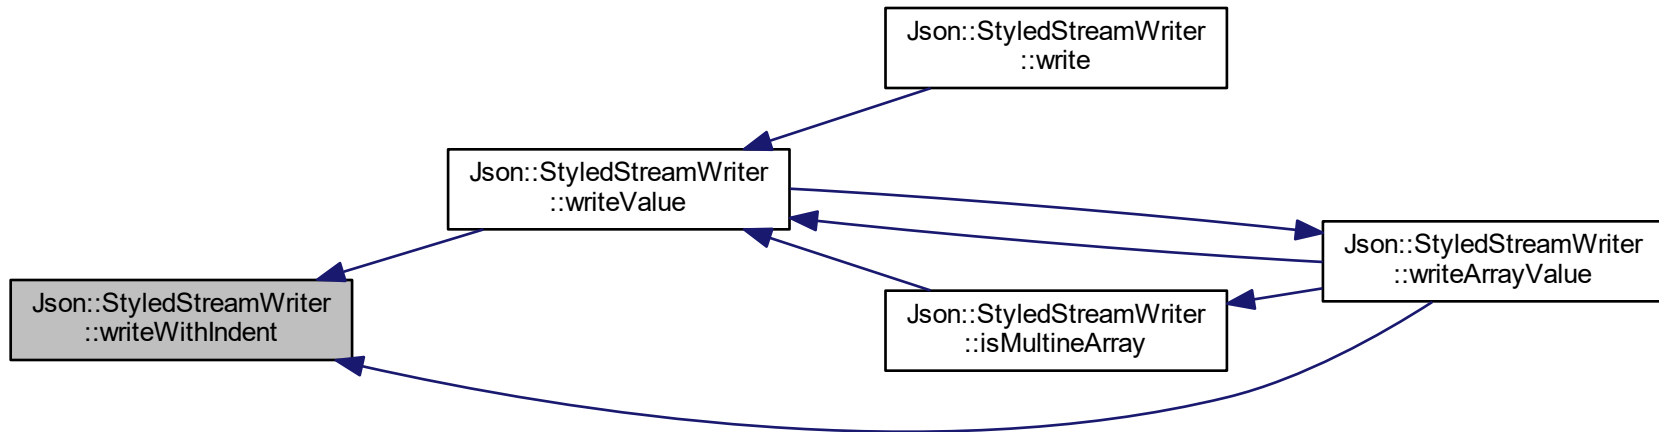 Json::StyledStreamWriter
::write
Json::StyledStreamWriter
::writeValue
Json::StyledStreamWriter
::writeArrayValue
Json::StyledStreamWriter
::writeWithIndent
Json::StyledStreamWriter
::isMultineArray